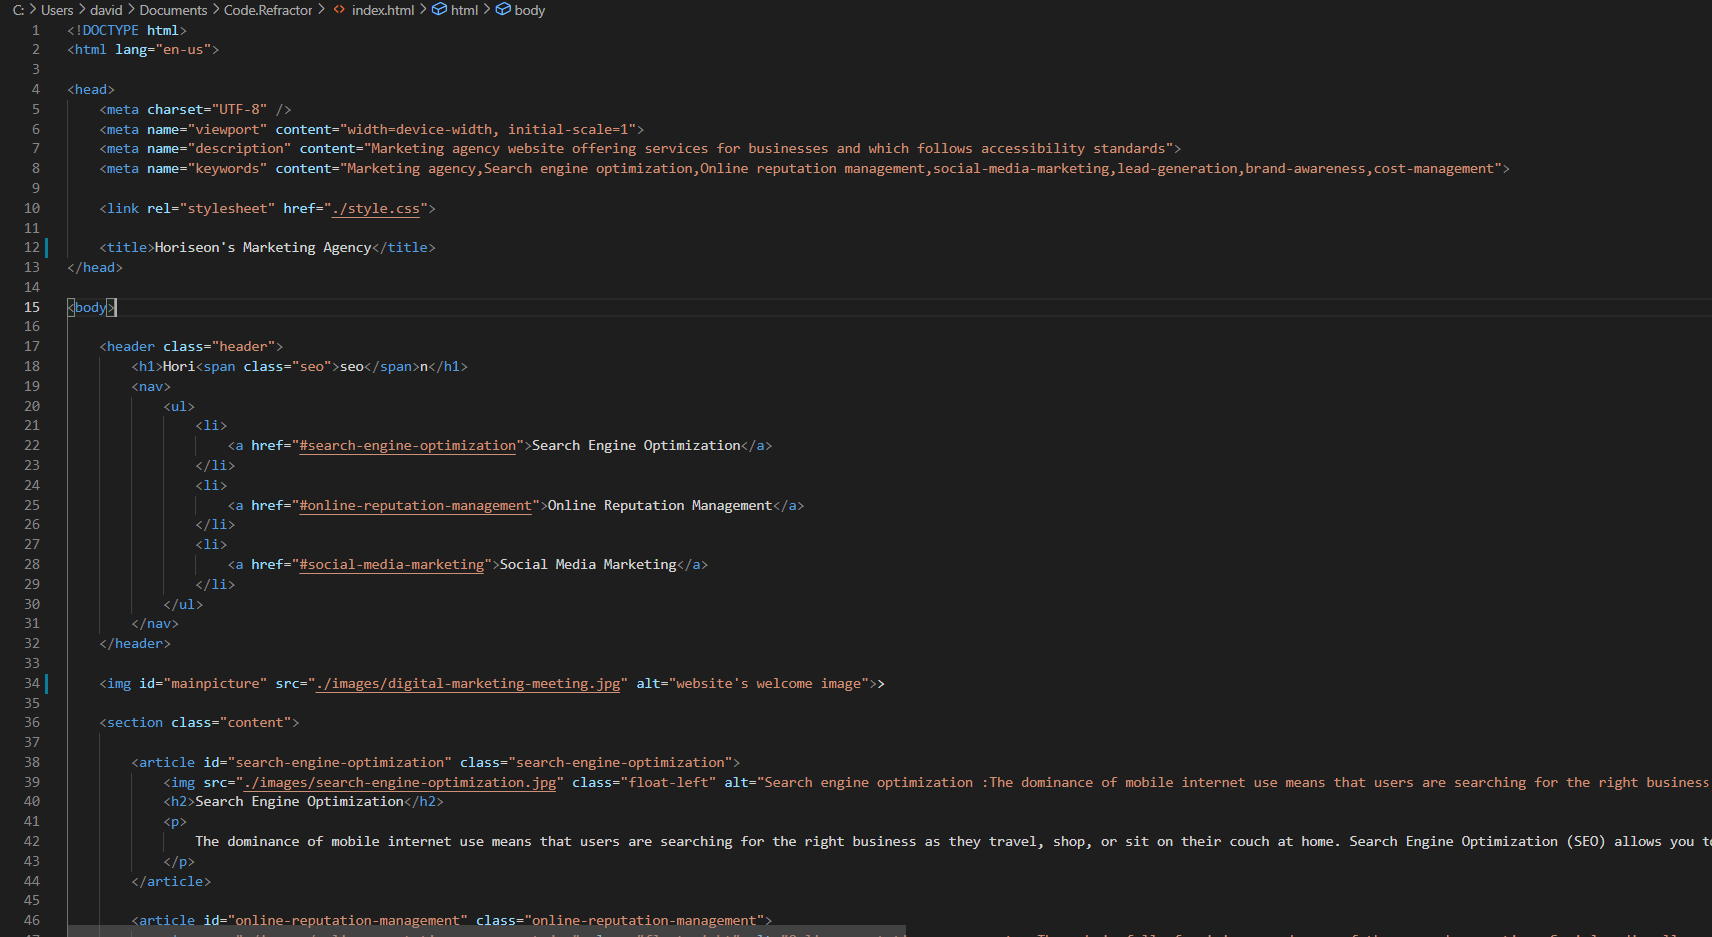 C: > Users > david > Documents > Code.Refractor > <> index.html > html > body
1 <!DOCTYPE html>
2 <html lang="en-us">
3
4 <head>
5     <meta charset="UTF-8" />
6     <meta name="viewport" content="width=device-width, initial-scale=1">
7     <meta name="description" content="Marketing agency website offering services for businesses and which follows accessibility standards">
8     <meta name="keywords" content="Marketing agency,Search engine optimization,Online reputation management,social-media-marketing,lead-generation,brand-awareness,cost-management">
9
10     <link rel="stylesheet" href="./style.css">
11
12     <title>Horiseon's Marketing Agency</title>
13 </head>
14
15 <body>
16
17     <header class="header">
18         <h1>Hori<span class="seo">seo</span>n</h1>
19         <nav>
20             <ul>
21                 <li>
22                     <a href="#search-engine-optimization">Search Engine Optimization</a>
23                 </li>
24                 <li>
25                     <a href="#online-reputation-management">Online Reputation Management</a>
26                 </li>
27                 <li>
28                     <a href="#social-media-marketing">Social Media Marketing</a>
29                 </li>
30             </ul>
31         </nav>
32     </header>
33
34     <img id="mainpicture" src="./images/digital-marketing-meeting.jpg" alt="website's welcome image">>
35
36     <section class="content">
37
38         <article id="search-engine-optimization" class="search-engine-optimization">
39             <img src="./images/search-engine-optimization.jpg" class="float-left" alt="Search engine optimization :The dominance of mobile internet use means that users are searching for the right business
40             <h2>Search Engine Optimization</h2>
41             <p>
42                 The dominance of mobile internet use means that users are searching for the right business as they travel, shop, or sit on their couch at home. Search Engine Optimization (SEO) allows you to
43             </p>
44         </article>
45
46         <article id="online-reputation-management" class="online-reputation-management">